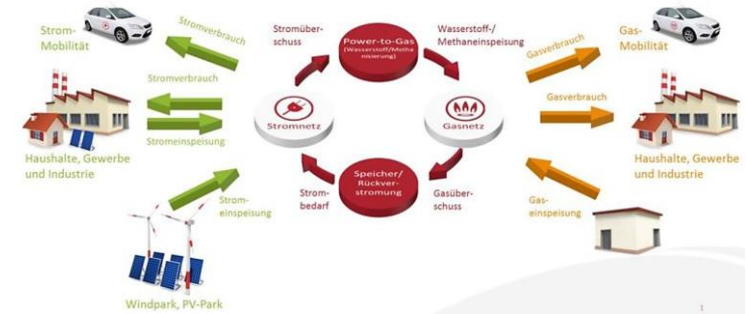 Strom-
Mobilität
Stromverbrauch
Stromverbrauch
Stromeinspeisung
Haushalte, Gewerbe
und Industrie
Strom-
einspeisung
Windpark, PV-Park
Stromüber-
schuss
Power-to-Gas
(Wasserstoff/Metha
nisierung)
Wasserstoff-/
Methaneinspeisung
Stromnetz
Gasnetz
Strom-
bedarf
Speicher/
Rückver-
stromung
Gasüber-
schuss
Gasverbrauch
Gas-
Mobilität
Gasverbrauch
Haushalte, Gewerbe
und Industrie
Gas-
einspeisung
1